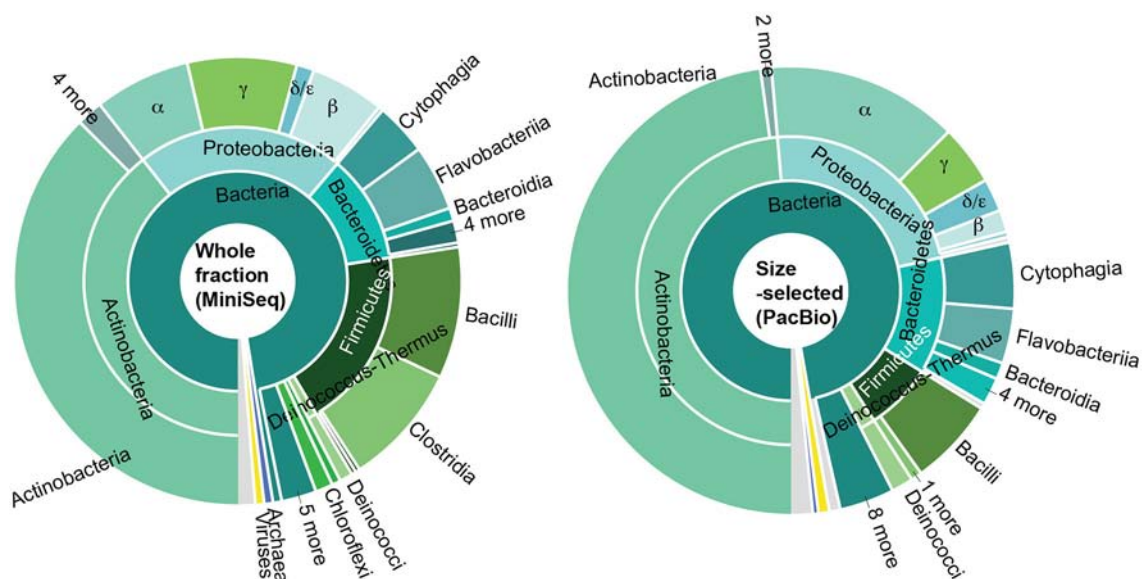 4 more
α
γ
δ/ε
β
Cytophagia
Flavobacteriia
Bacteroidia
4 more
Proteobacteria
Bacteroidetes
Bacteria
Whole
fraction
(MiniSeq)
Firmicutes
Bacilli
Actinobacteria
Deinococcus-Thermus
Clostridia
Actinobacteria
Deinococci
Chloroflexi
5 more
Archaea
Viruses
2 more
Actinobacteria
α
γ
δ/ε
β
Proteobacteria
Bacteria
Bacteroidetes
Cytophagia
Size
-selected
(PacBio)
Actinobacteria
Firmicutes
Flavobacteriia
Deinococcus-Thermus
Bacteroidia
4 more
Bacilli
1 more
Deinococci
8 more